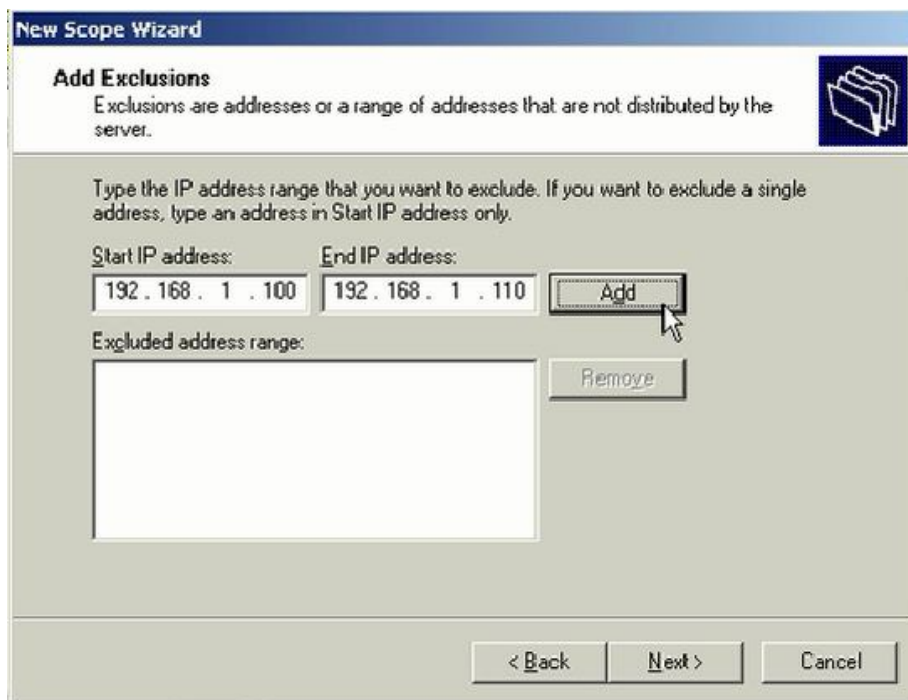 New Scope Wizard
Add Exclusions
Exclusions are addresses or a range of addresses that are not distributed by the
server.
Type the IP address range that you want to exclude. If you want to exclude a single
address, type an address in Start IP address only.
Start IP address: End IP address:
192 . 168 . 1 . 100 192 . 168 . 1 . 110 Add
Excluded address range:
Remove
< Back Next > Cancel